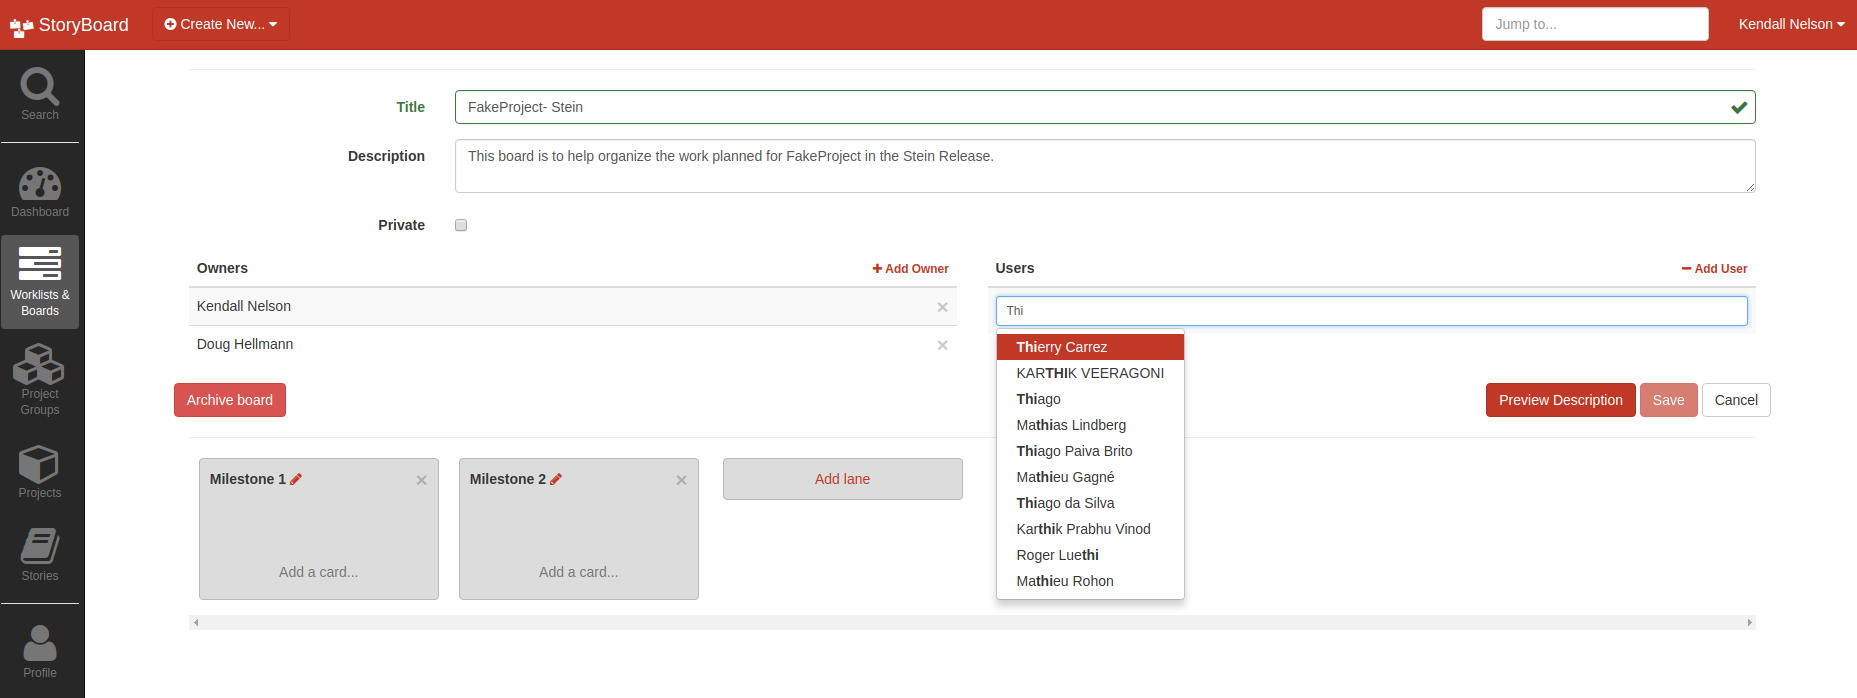 StoryBoard
Create New...
Jump to...
Kendall Nelson
Search
Dashboard
Worklists &
Boards
Project
Groups
Projects
Stories
Profile
Title
FakeProject- Stein
Description
This board is to help organize the work planned for FakeProject in the Stein Release.
Private
Owners
Add Owner
Kendall Nelson
Doug Hellmann
Users
Add User
Thi
Thierry Carrez
KARTHIK VEERAGONI
Thiago
Mathias Lindberg
Thiago Paiva Brito
Mathieu Gagné
Thiago da Silva
Karthik Prabhu Vinod
Roger Luethi
Mathieu Rohon
Archive board
Preview Description
Save
Cancel
Milestone 1
Add a card...
Milestone 2
Add a card...
Add lane